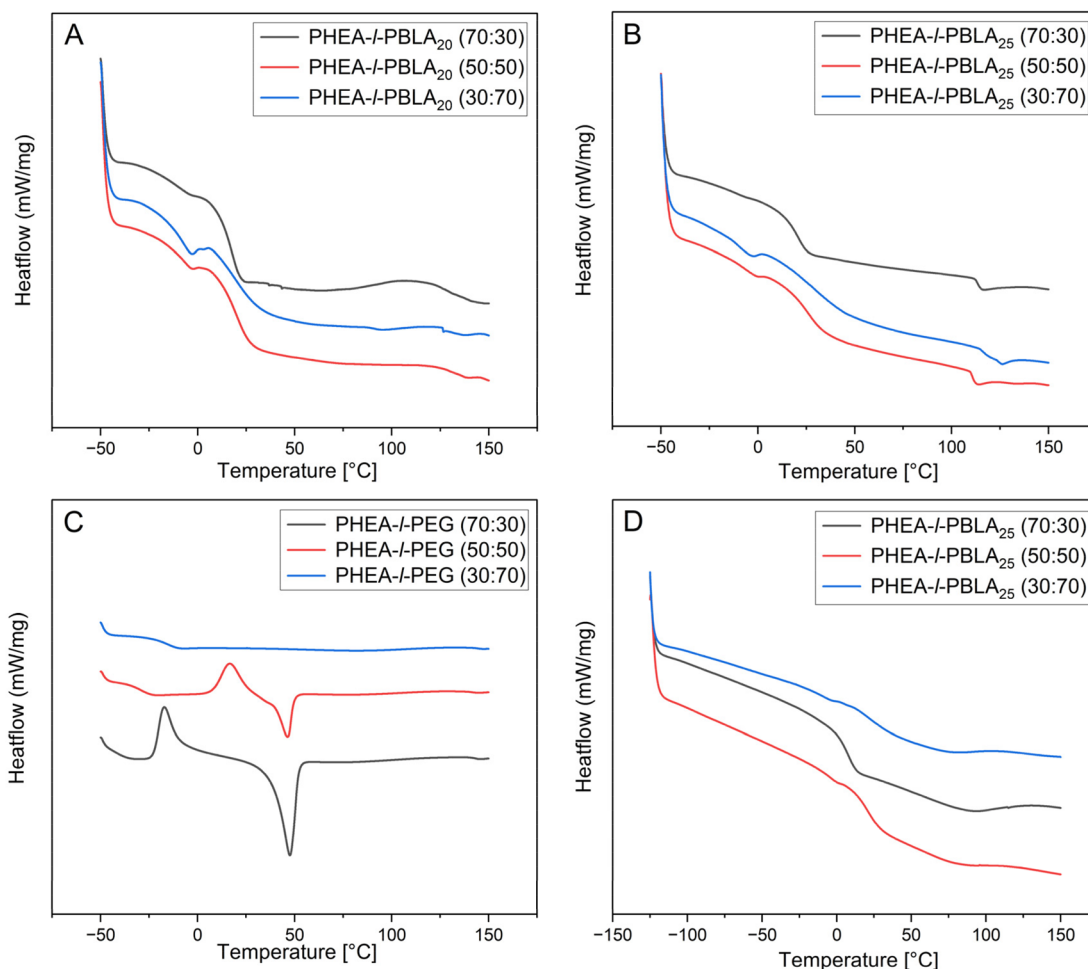 A
PHEA-l-PBLA20 (70:30)
PHEA-l-PBLA20 (50:50)
PHEA-l-PBLA20 (30:70)
Heatflow (mW/mg)
−50 0 50 100 150
Temperature [°C]
B
PHEA-l-PBLA25 (70:30)
PHEA-l-PBLA25 (50:50)
PHEA-l-PBLA25 (30:70)
Heatflow (mW/mg)
−50 0 50 100 150
Temperature [°C]
C
PHEA-l-PEG (70:30)
PHEA-l-PEG (50:50)
PHEA-l-PEG (30:70)
Heatflow (mW/mg)
−50 0 50 100 150
Temperature [°C]
D
PHEA-l-PBLA25 (70:30)
PHEA-l-PBLA25 (50:50)
PHEA-l-PBLA25 (30:70)
Heatflow (mW/mg)
−150 −100 −50 0 50 100 150
Temperature [°C]